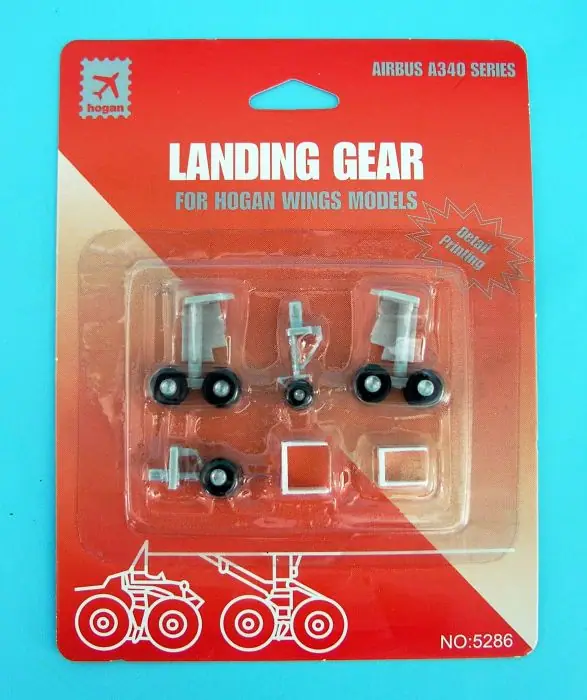 hogan
AIRBUS A340 SERIES
LANDING GEAR
FOR HOGAN WINGS MODELS
Detail
Printing
NO:5286